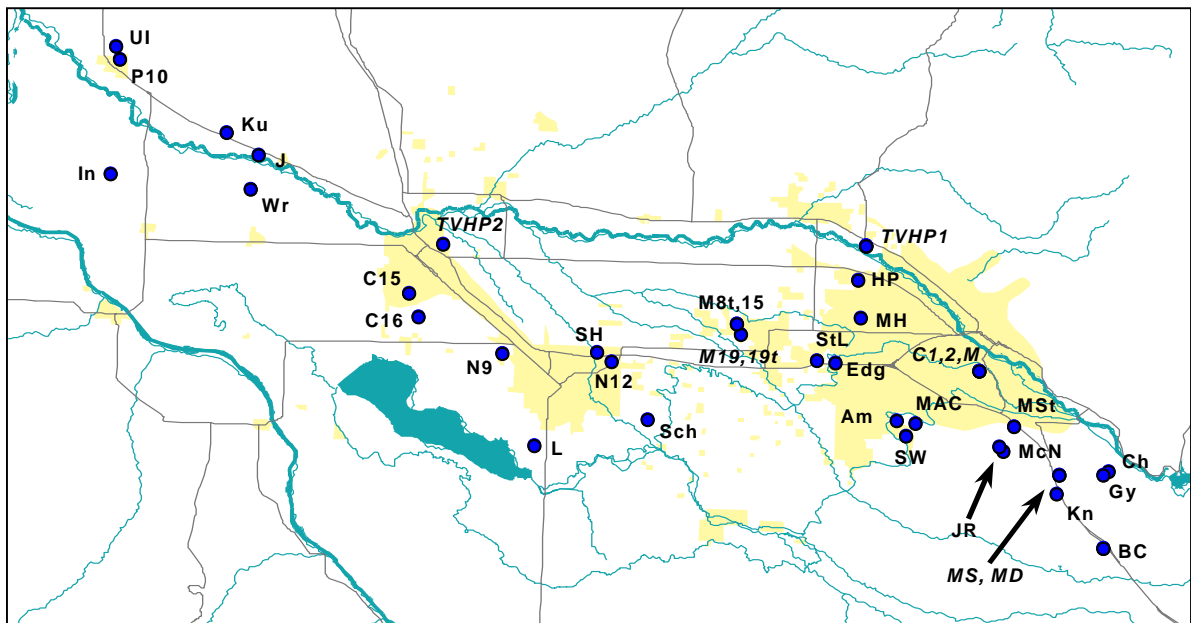 UI
P10
Ku
J
In
Wr
TVHP2
TVHP1
C15
HP
C16
M8t,15
MH
SH
StL
C1,2,M
N9
M19,19t
Edg
N12
MAC
Am
MSt
Sch
L
SW
McN
Ch
Gy
Kn
JR
BC
MS, MD